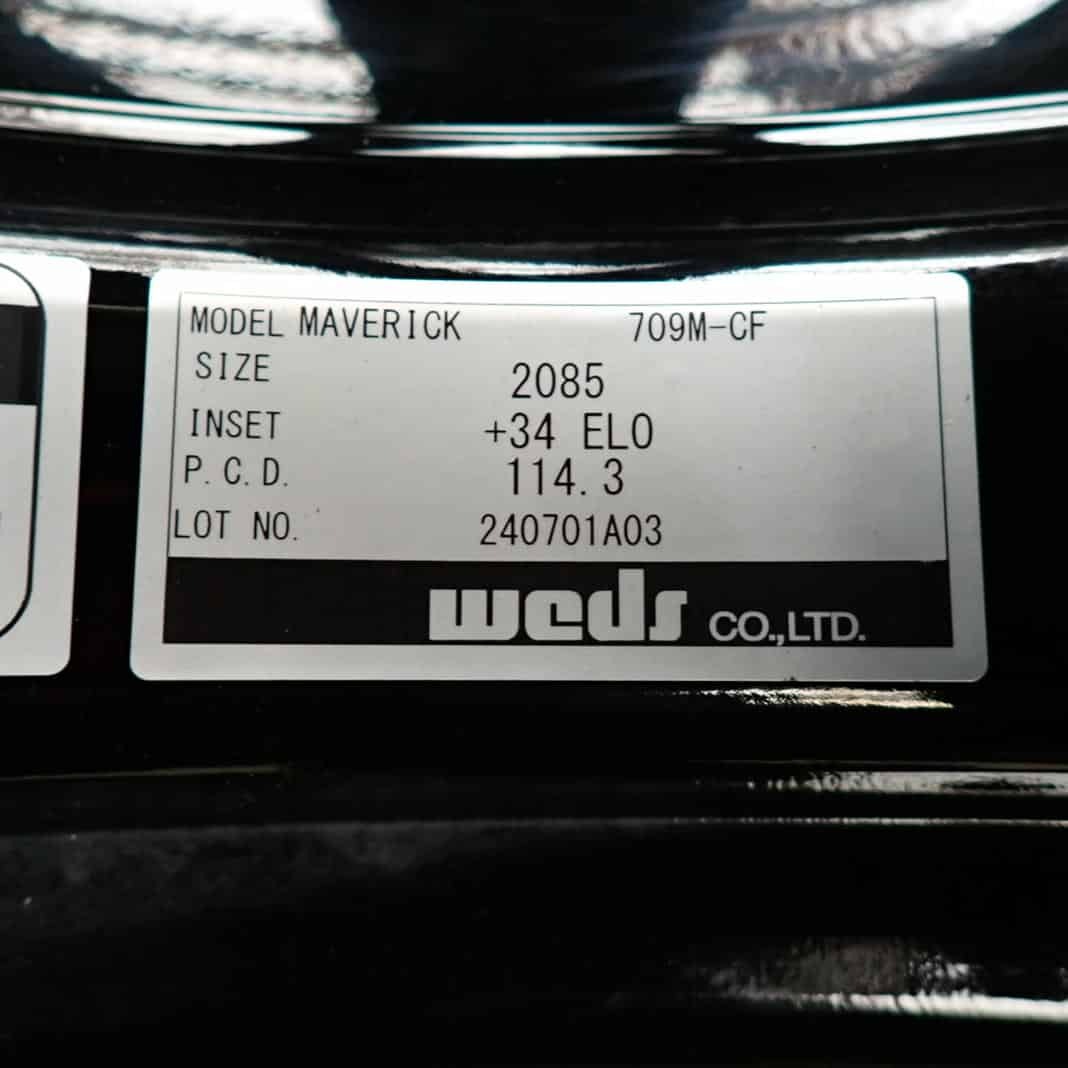 MODEL MAVERICK 709M-CF
SIZE 2085
INSET +34 ELO
P.C.D. 114.3
LOT NO. 240701A03
weds CO.,LTD.